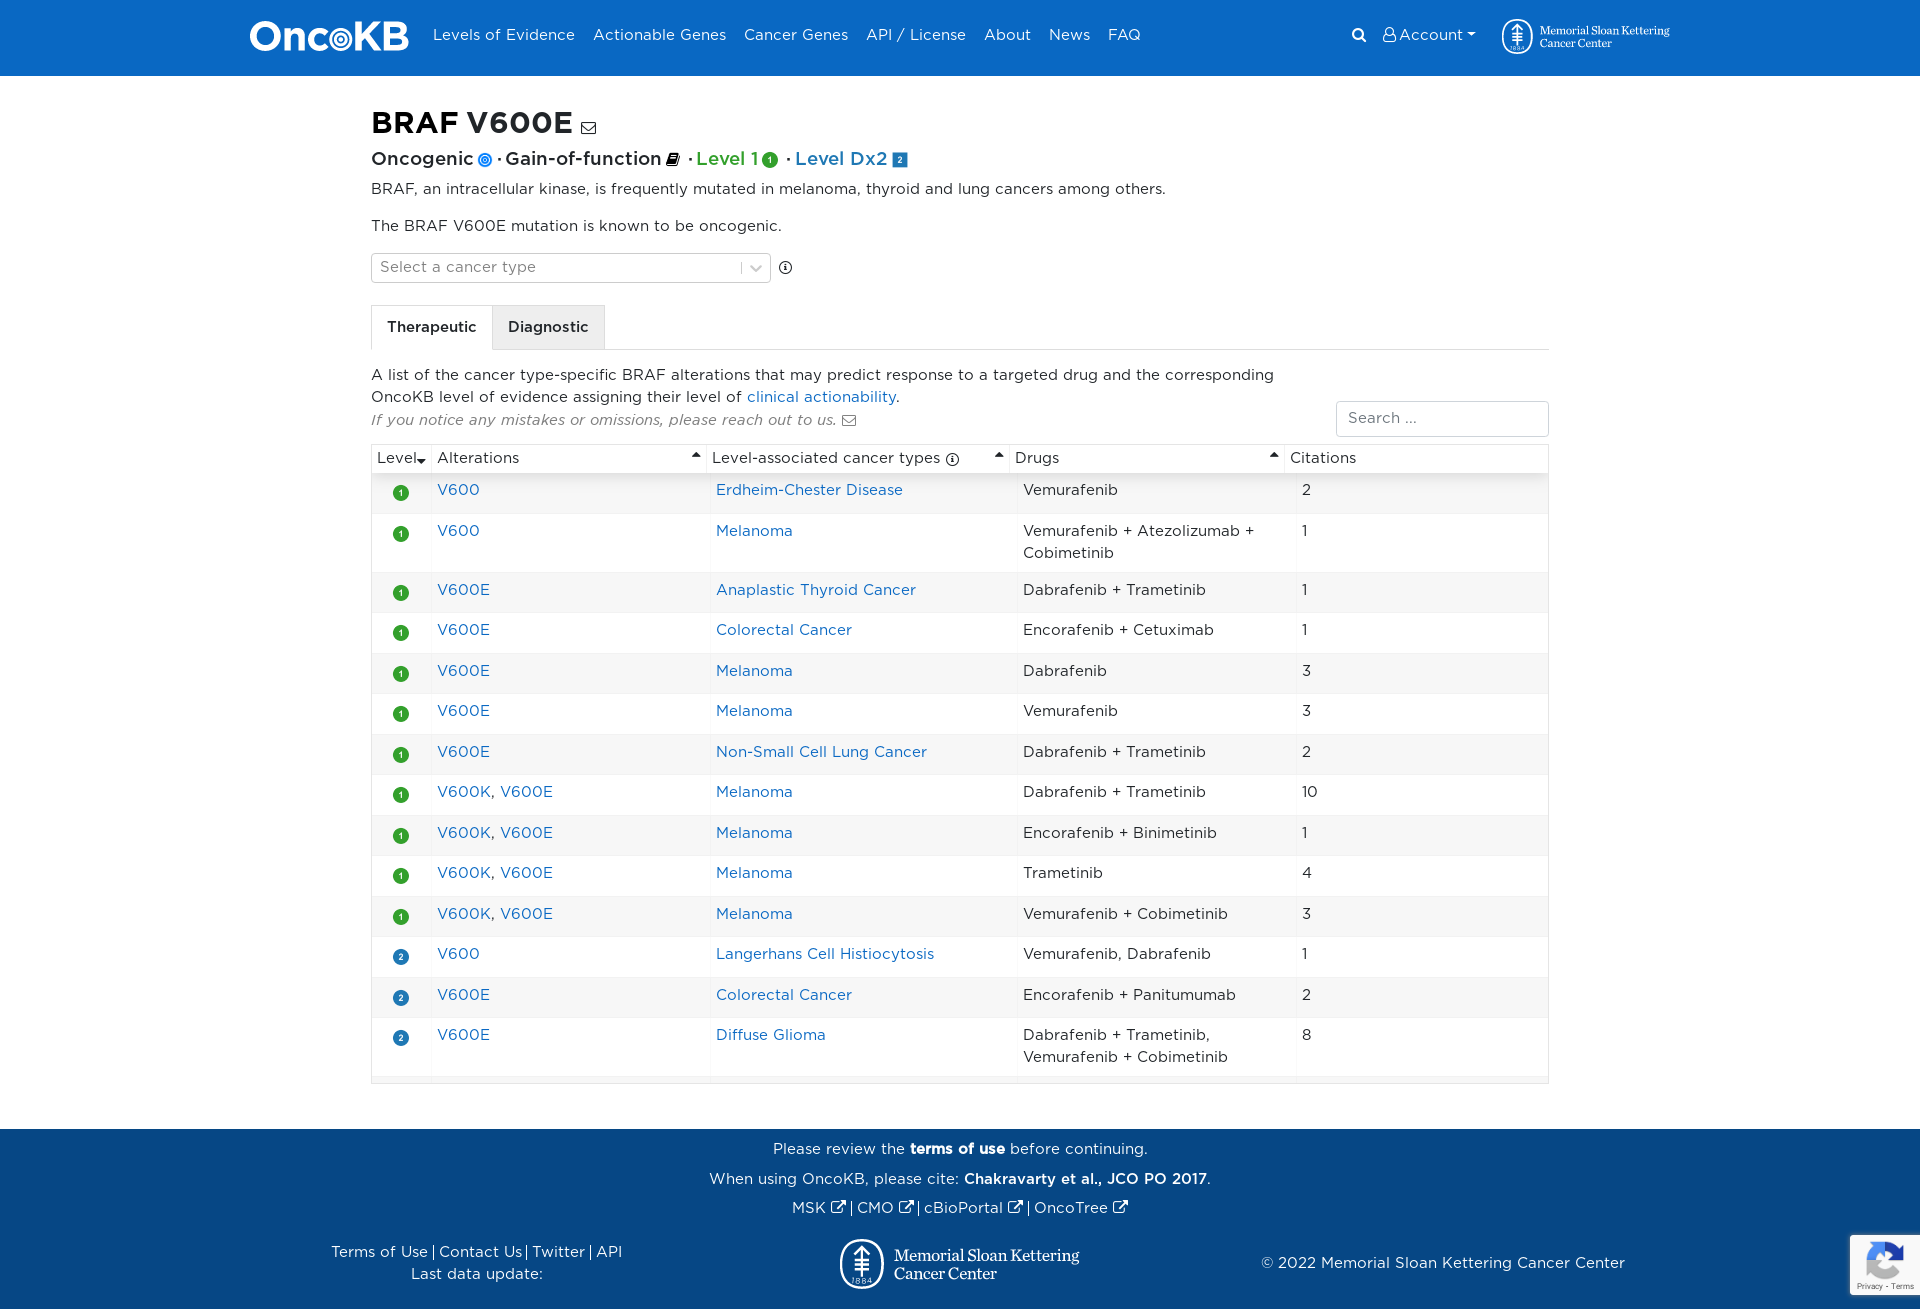 OncoKB Levels of Evidence Actionable Genes Cancer Genes API / License About News FAQ Account Memorial Sloan Kettering Cancer Center 1884
BRAF V600E
Oncogenic · Gain-of-function · Level 1 1 · Level Dx2 2
BRAF, an intracellular kinase, is frequently mutated in melanoma, thyroid and lung cancers among others.
The BRAF V600E mutation is known to be oncogenic.
Select a cancer type
Therapeutic Diagnostic
A list of the cancer type-specific BRAF alterations that may predict response to a targeted drug and the corresponding
OncoKB level of evidence assigning their level of clinical actionability.
If you notice any mistakes or omissions, please reach out to us.
Search ...
Level Alterations Level-associated cancer types Drugs Citations
1 V600 Erdheim-Chester Disease Vemurafenib 2
1 V600 Melanoma Vemurafenib + Atezolizumab + 1
Cobimetinib
1 V600E Anaplastic Thyroid Cancer Dabrafenib + Trametinib 1
1 V600E Colorectal Cancer Encorafenib + Cetuximab 1
1 V600E Melanoma Dabrafenib 3
1 V600E Melanoma Vemurafenib 3
1 V600E Non-Small Cell Lung Cancer Dabrafenib + Trametinib 2
1 V600K, V600E Melanoma Dabrafenib + Trametinib 10
1 V600K, V600E Melanoma Encorafenib + Binimetinib 1
1 V600K, V600E Melanoma Trametinib 4
1 V600K, V600E Melanoma Vemurafenib + Cobimetinib 3
2 V600 Langerhans Cell Histiocytosis Vemurafenib, Dabrafenib 1
2 V600E Colorectal Cancer Encorafenib + Panitumumab 2
2 V600E Diffuse Glioma Dabrafenib + Trametinib, 8
Vemurafenib + Cobimetinib
Please review the terms of use before continuing.
When using OncoKB, please cite: Chakravarty et al., JCO PO 2017.
MSK | CMO | cBioPortal | OncoTree
Terms of Use | Contact Us | Twitter | API
Last data update:
1884 Memorial Sloan Kettering
Cancer Center
© 2022 Memorial Sloan Kettering Cancer Center
Privacy - Terms